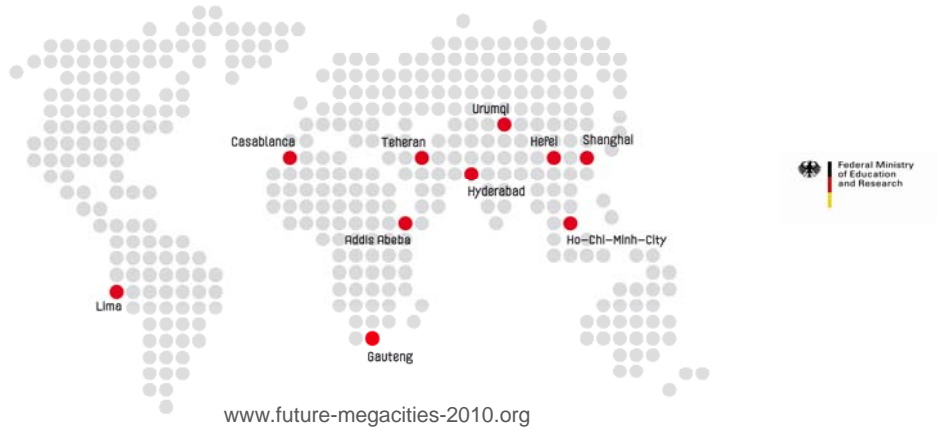 Urumqi
Casablanca
Teheran
Hefei
Shanghai
Hyderabad
Addis Abeba
Ho-Chi-Minh-City
Lima
Gauteng
www.future-megacities-2010.org
Federal Ministry
of Education
and Research